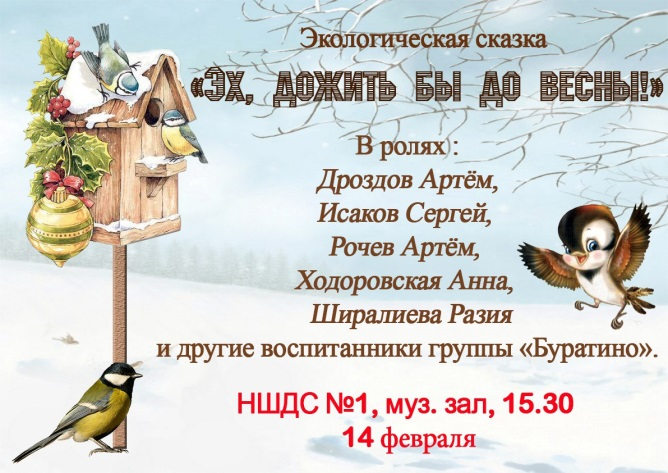 Экологическая сказка
«Эх, дожить бы до весны!»
В ролях :
Дроздов Артём,
Исаков Сергей,
Рочев Артём,
Ходоровская Анна,
Ширалиева Разия
и другие воспитанники группы «Буратино».
НШДС №1, муз. зал, 15.30
14 февраля